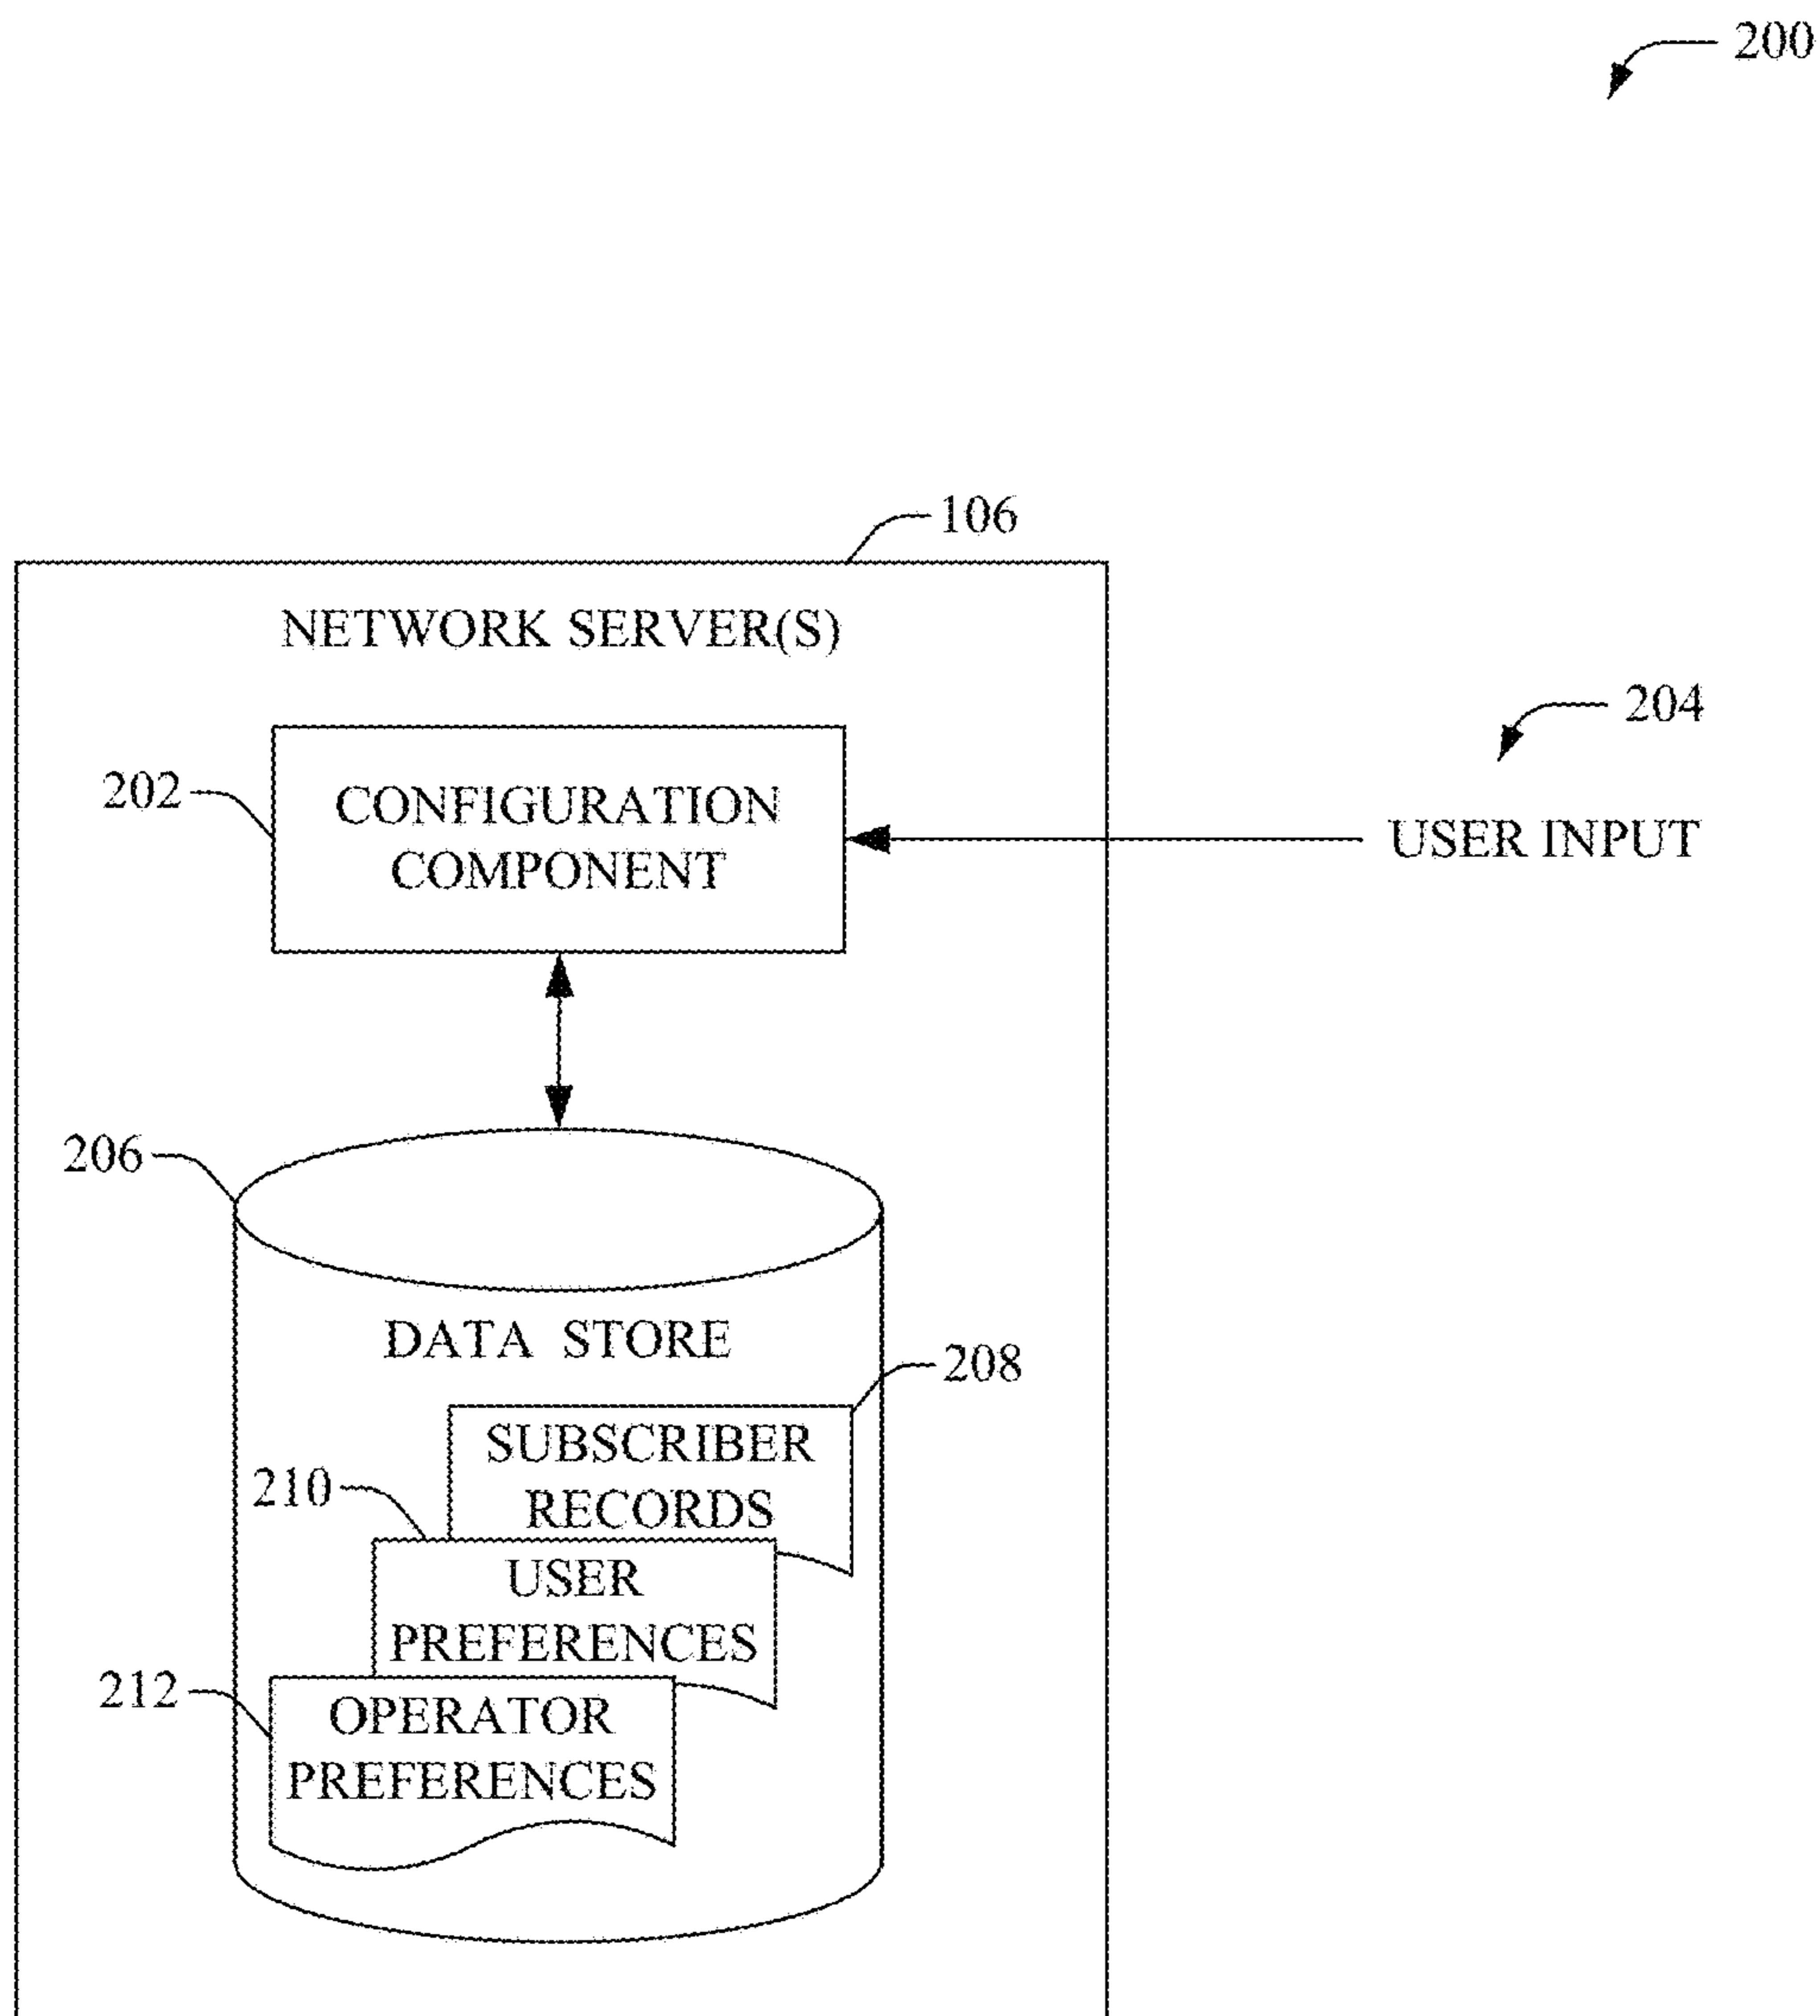 200
106
NETWORK SERVER(S)
204
202
CONFIGURATION
COMPONENT
USER INPUT
206
DATA STORE
208
SUBSCRIBER
RECORDS
210
USER
PREFERENCES
212
OPERATOR
PREFERENCES